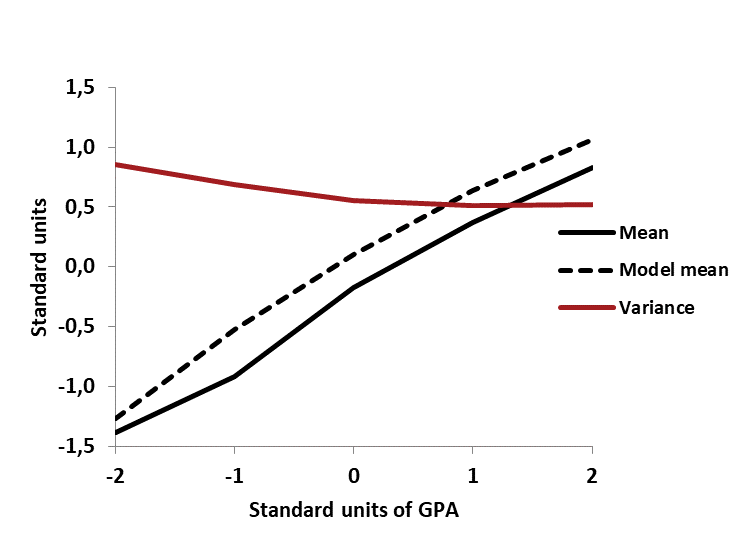 1,5
1,0
0,5
0,0
-0,5
-1,0
-1,5
-2
-1
0
1
2
Standard units
Standard units of GPA
Mean
Model mean
Variance